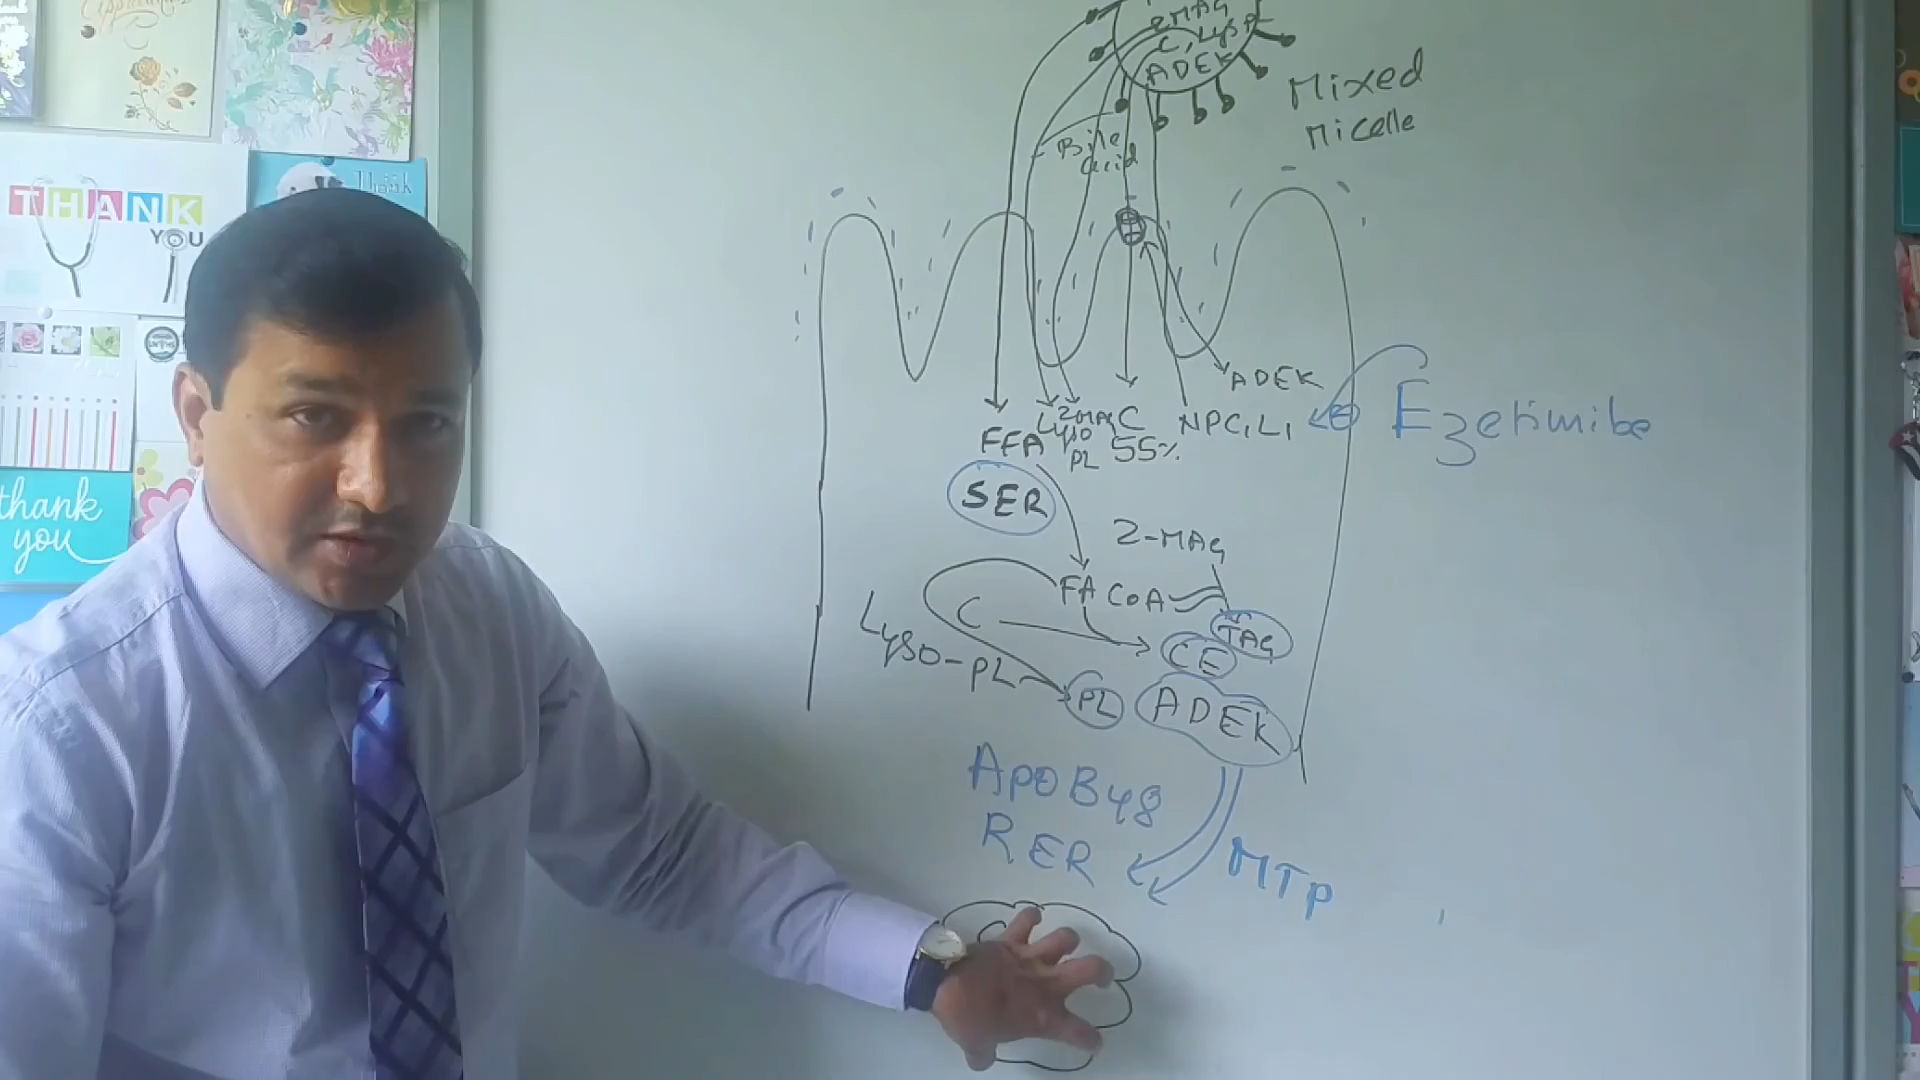 2MAG
C, Lyso P
ADEK
Mixed
Micelle
Bile
acid
THANK
YOU
thank
you
ADEK
FFA
Lyso
PL
2MAG
C
55%
NPC1L1
Ezetimibe
SER
2-MAG
FA CoA
C
TAG
CE
Lyso-PL
PL
ADEK
ApoB48
RER
MTP